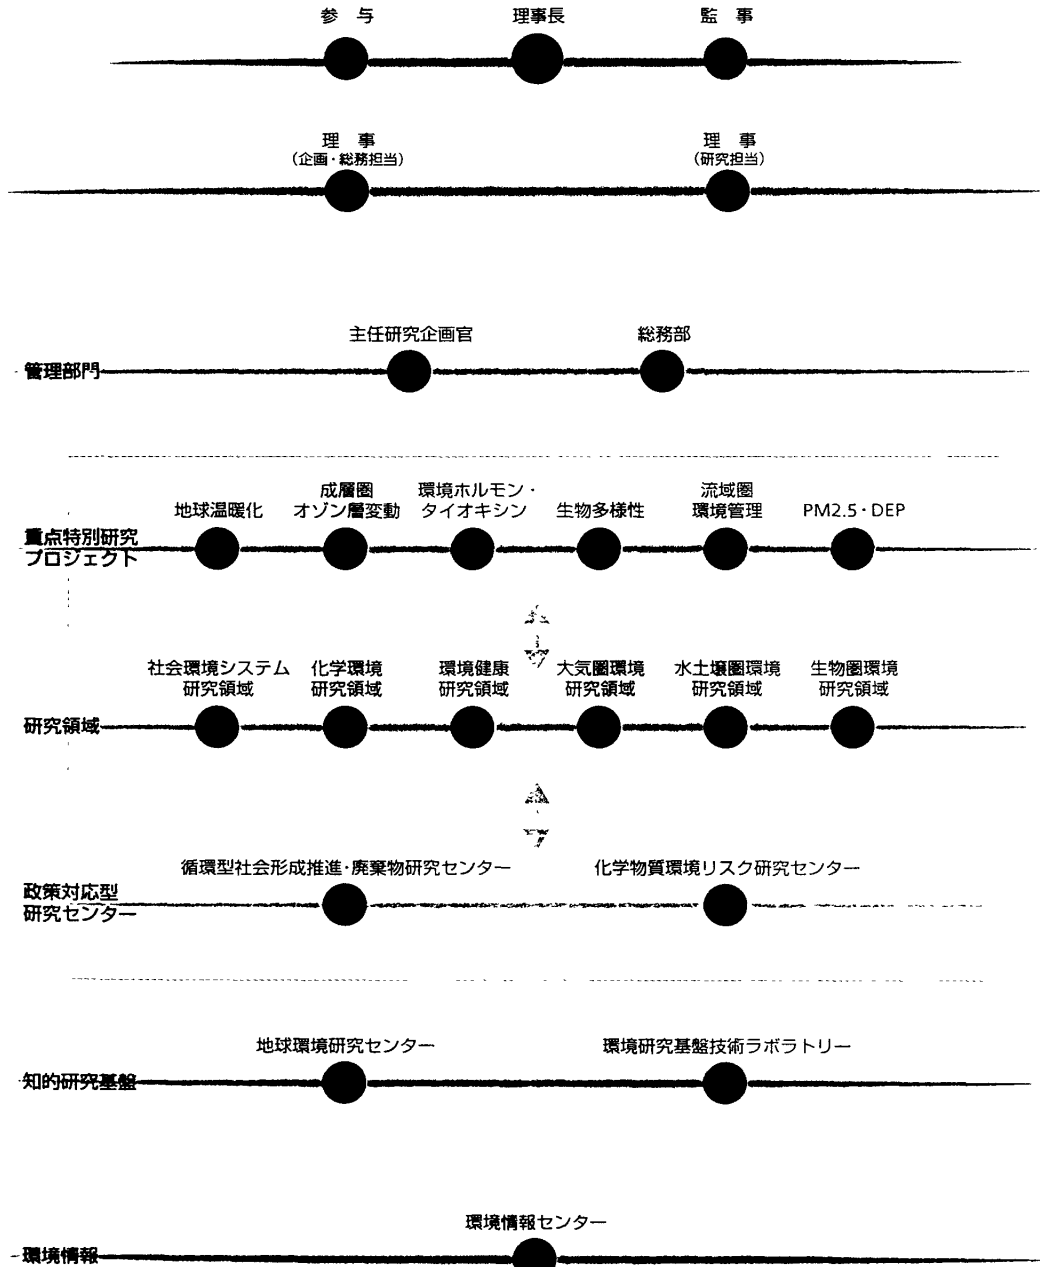 参 与
理事長
監 事
理 事
(企画・総務担当)
理 事
(研究担当)
主任研究企画官
総務部
管理部門
地球温暖化
成層圏
オゾン層変動
環境ホルモン・
タイオキシン
生物多様性
流域圏
環境管理
PM2.5・DEP
重点特別研究
プロジェクト
社会環境システム
研究領域
化学環境
研究領域
環境健康
研究領域
大気圏環境
研究領域
水土壌圏環境
研究領域
生物圏環境
研究領域
研究領域
循環型社会形成推進・廃棄物研究センター
化学物質環境リスク研究センター
政策対応型
研究センター
地球環境研究センター
環境研究基盤技術ラボラトリー
知的研究基盤
環境情報センター
環境情報